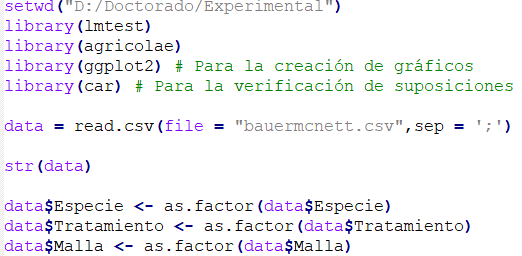 setwd("D:/Doctorado/Experimental")
library(lmtest)
library(agricolae)
library(ggplot2) # Para la creación de gráficos
library(car) # Para la verificación de suposiciones
data = read.csv(file = "bauermcnett.csv",sep = ';')
str(data)
data$Especie <- as.factor(data$Especie)
data$Tratamiento <- as.factor(data$Tratamiento)
data$Malla <- as.factor(data$Malla)